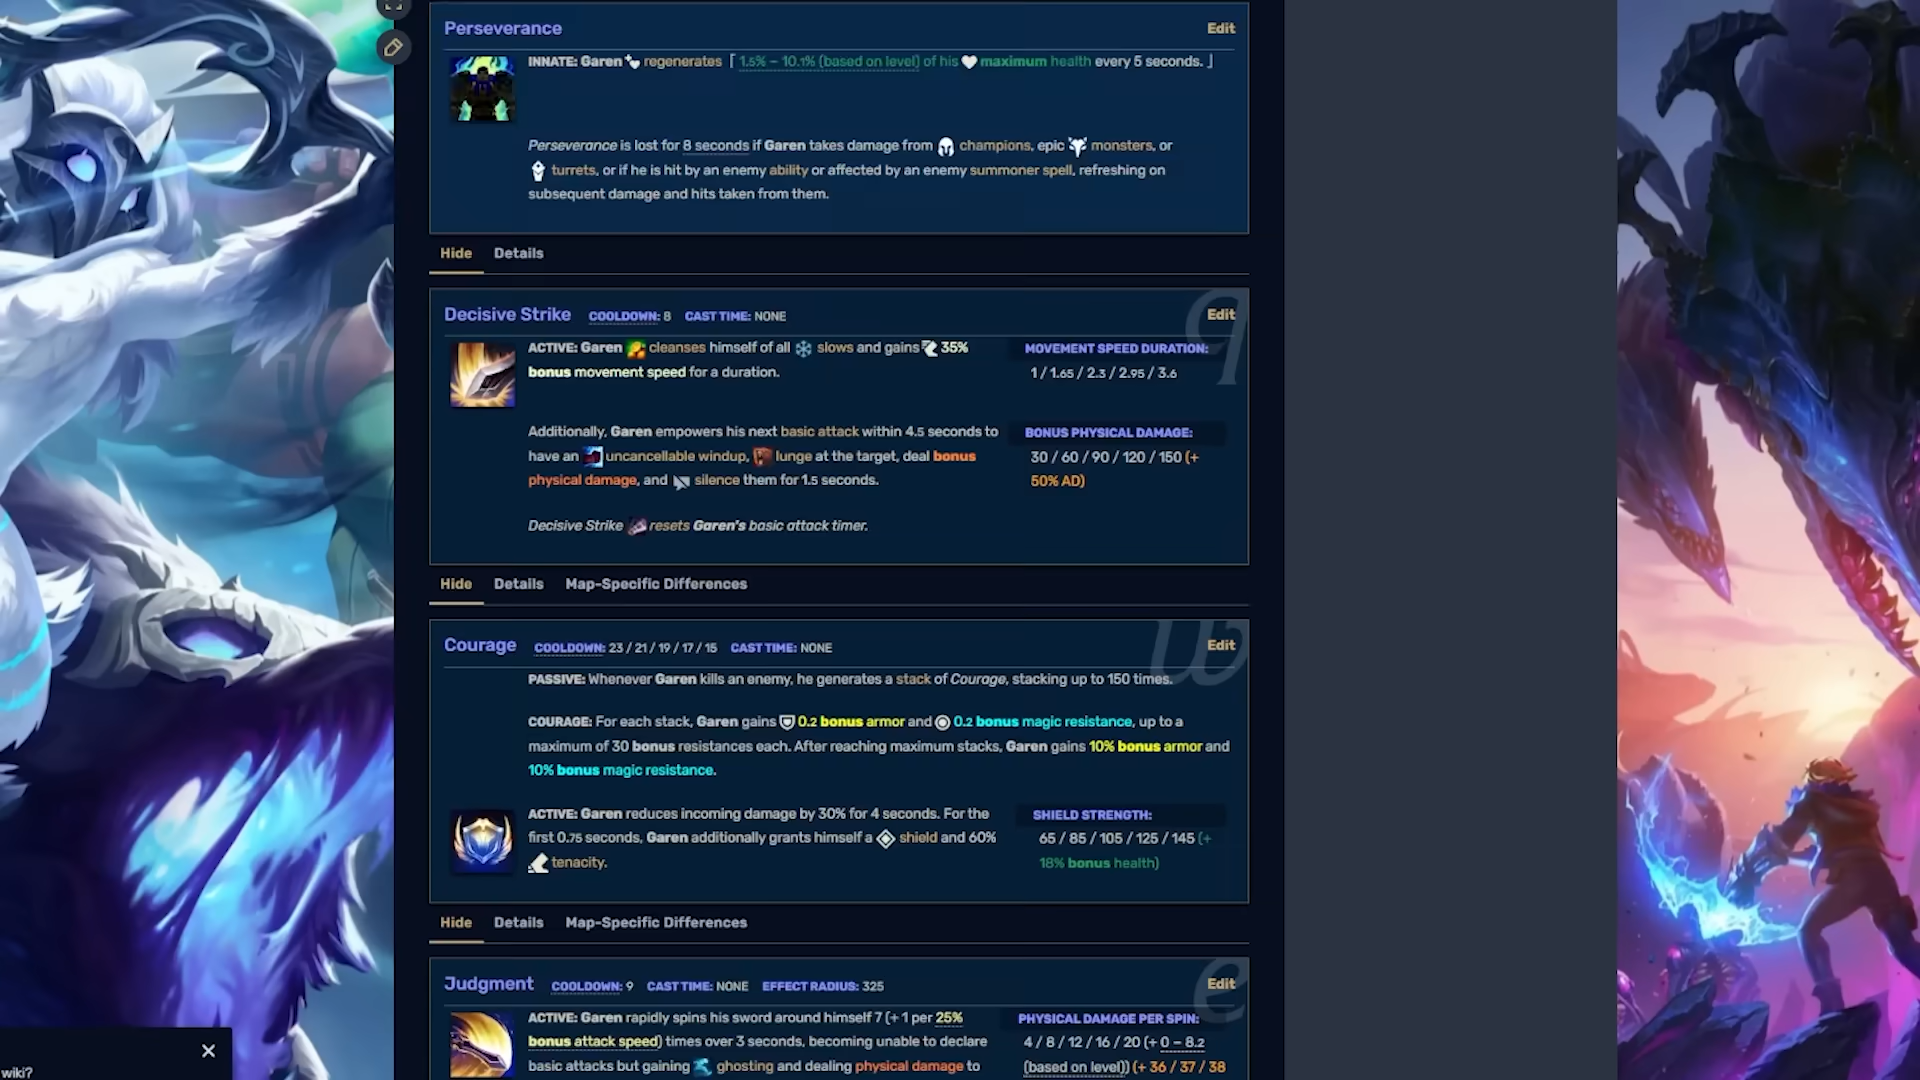 Perseverance
Edit
INNATE: Garen regenerates ⌈ 1.5% – 10.1% (based on level) of his maximum health every 5 seconds. ⌋
Perseverance is lost for 8 seconds if Garen takes damage from champions, epic monsters, or
turrets, or if he is hit by an enemy ability or affected by an enemy summoner spell, refreshing on
subsequent damage and hits taken from them.
Hide Details
q
Decisive Strike COOLDOWN: 8 CAST TIME: NONE
Edit
ACTIVE: Garen cleanses himself of all slows and gains 35%
bonus movement speed for a duration.
MOVEMENT SPEED DURATION:
1 / 1.65 / 2.3 / 2.95 / 3.6
Additionally, Garen empowers his next basic attack within 4.5 seconds to
have an uncancellable windup, lunge at the target, deal bonus
physical damage, and silence them for 1.5 seconds.
BONUS PHYSICAL DAMAGE:
30 / 60 / 90 / 120 / 150 (+
50% AD)
Decisive Strike resets Garen's basic attack timer.
Hide Details Map-Specific Differences
w
Courage COOLDOWN: 23 / 21 / 19 / 17 / 15 CAST TIME: NONE
Edit
PASSIVE: Whenever Garen kills an enemy, he generates a stack of Courage, stacking up to 150 times.
COURAGE: For each stack, Garen gains 0.2 bonus armor and 0.2 bonus magic resistance, up to a
maximum of 30 bonus resistances each. After reaching maximum stacks, Garen gains 10% bonus armor and
10% bonus magic resistance.
ACTIVE: Garen reduces incoming damage by 30% for 4 seconds. For the
first 0.75 seconds, Garen additionally grants himself a shield and 60%
tenacity.
SHIELD STRENGTH:
65 / 85 / 105 / 125 / 145 (+
18% bonus health)
Hide Details Map-Specific Differences
e
Judgment COOLDOWN: 9 CAST TIME: NONE EFFECT RADIUS: 325
Edit
ACTIVE: Garen rapidly spins his sword around himself 7 (+ 1 per 25%
bonus attack speed) times over 3 seconds, becoming unable to declare
basic attacks but gaining ghosting and dealing physical damage to
PHYSICAL DAMAGE PER SPIN:
4 / 8 / 12 / 16 / 20 (+ 0 – 8.2
(based on level)) (+ 36 / 37 / 38
wiki?